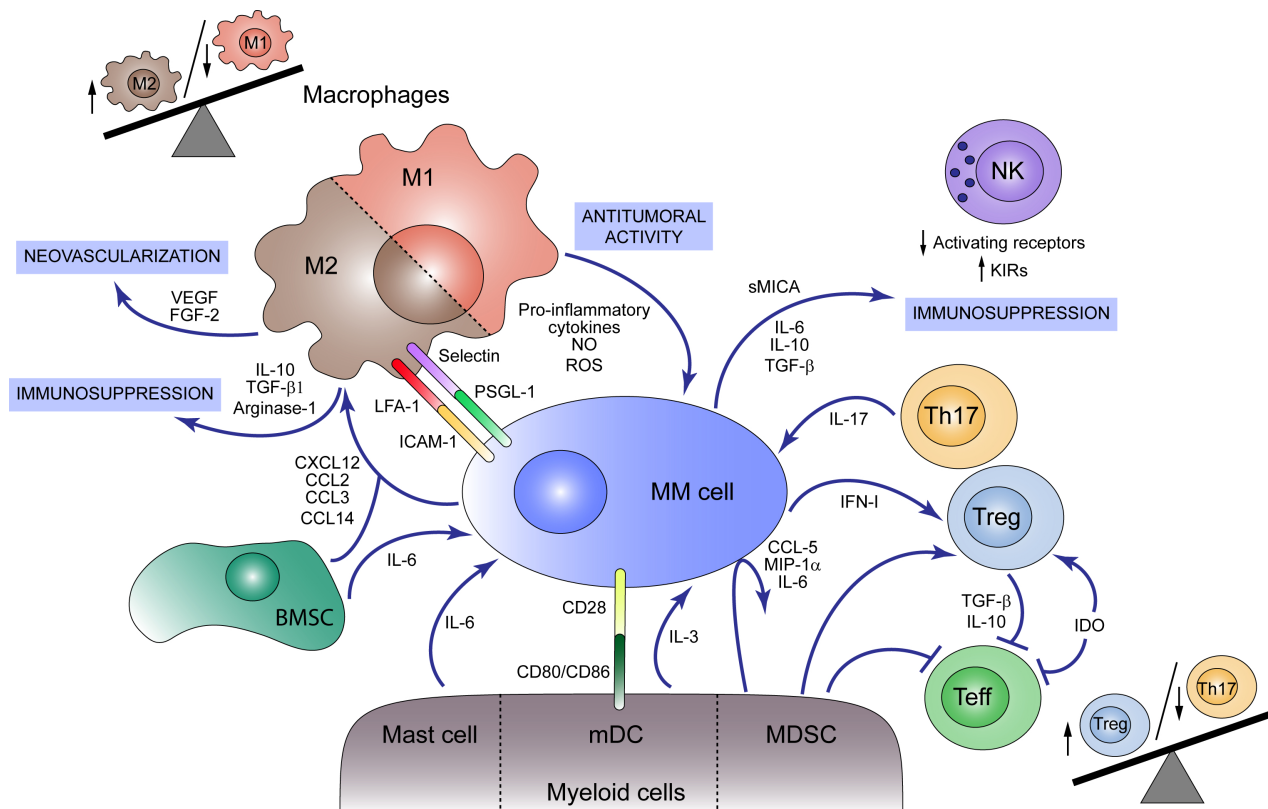 M1
M2
Macrophages
M1
M2
NEOVASCULARIZATION
VEGF
FGF-2
IL-10
TGF-β1
Arginase-1
IMMUNOSUPPRESSION
ANTITUMORAL
ACTIVITY
Pro-inflammatory
cytokines
NO
ROS
Selectin
PSGL-1
LFA-1
ICAM-1
NK
Activating receptors
KIRs
IMMUNOSUPPRESSION
sMICA
IL-6
IL-10
TGF-β
Th17
IL-17
MM cell
IFN-I
Treg
CXCL12
CCL2
CCL3
CCL14
BMSC
IL-6
IL-6
CD28
CD80/CD86
IL-3
CCL-5
MIP-1α
IL-6
TGF-β
IL-10
IDO
Teff
Th17
Treg
Mast cell
mDC
MDSC
Myeloid cells